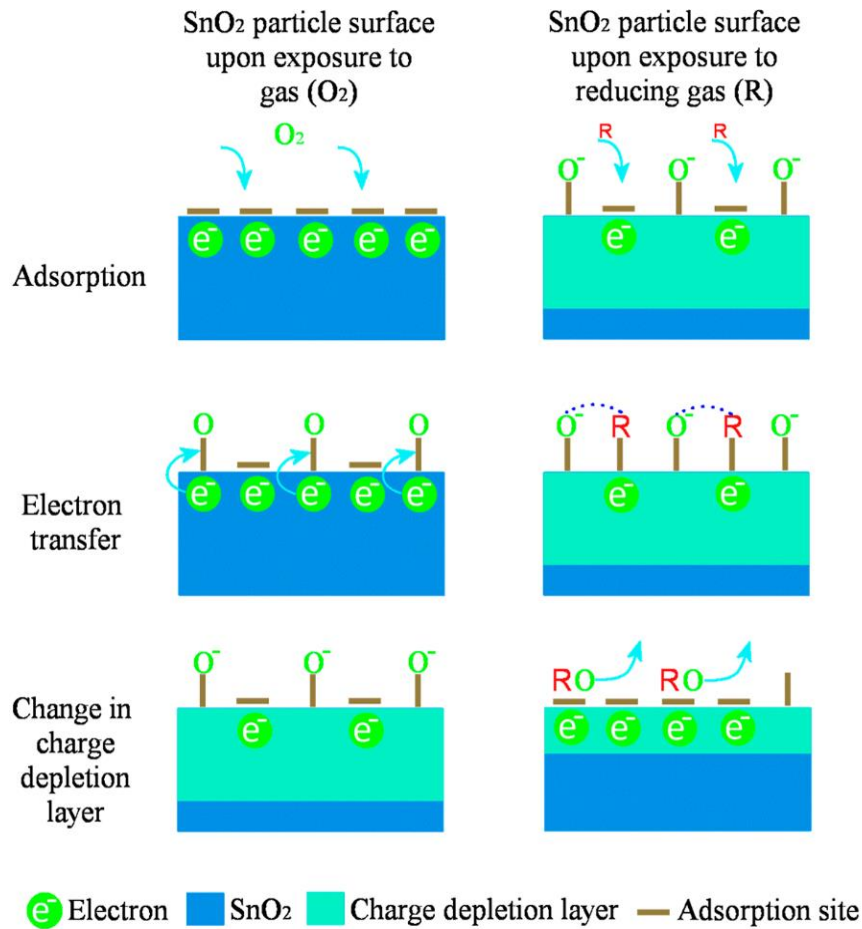 SnO₂ particle surface
upon exposure to
gas (O₂)
SnO₂ particle surface
upon exposure to
reducing gas (R)
Adsorption
O₂
e⁻ e⁻ e⁻ e⁻ e⁻
R R
O⁻ O⁻ O⁻
e⁻ e⁻
Electron
transfer
O O O
e⁻ e⁻ e⁻ e⁻ e⁻
O⁻ R O⁻ R O⁻
e⁻ e⁻
Change in
charge
depletion
layer
O⁻ O⁻ O⁻
e⁻ e⁻
RO RO
e⁻ e⁻ e⁻ e⁻
e⁻ Electron SnO₂ Charge depletion layer Adsorption site